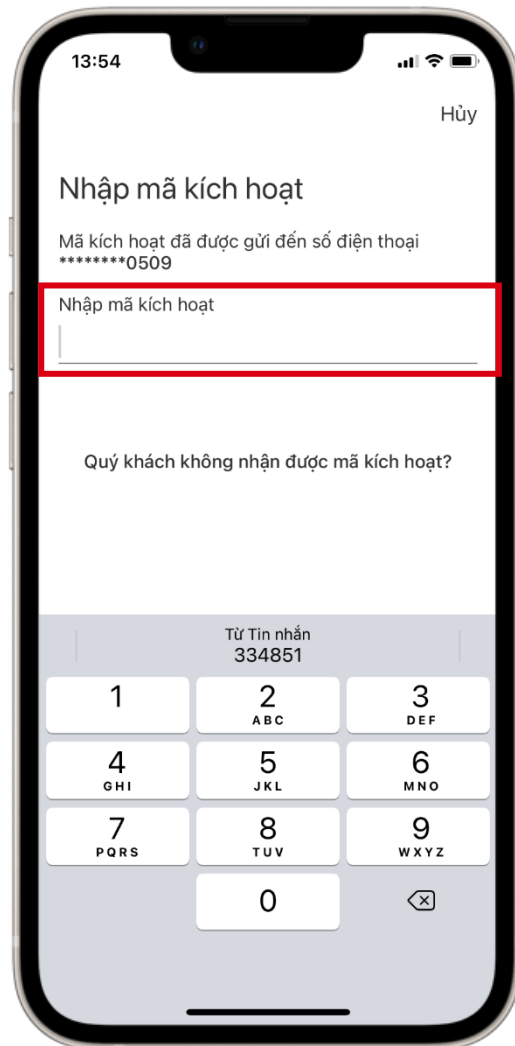 13:54
Hủy
Nhập mã kích hoạt
Mã kích hoạt đã được gửi đến số điện thoại
********0509
Nhập mã kích hoạt
Quý khách không nhận được mã kích hoạt?
Từ Tin nhắn
334851
1 2 3
ABC DEF
4 5 6
GHI JKL MNO
7 8 9
PQRS TUV WXYZ
0